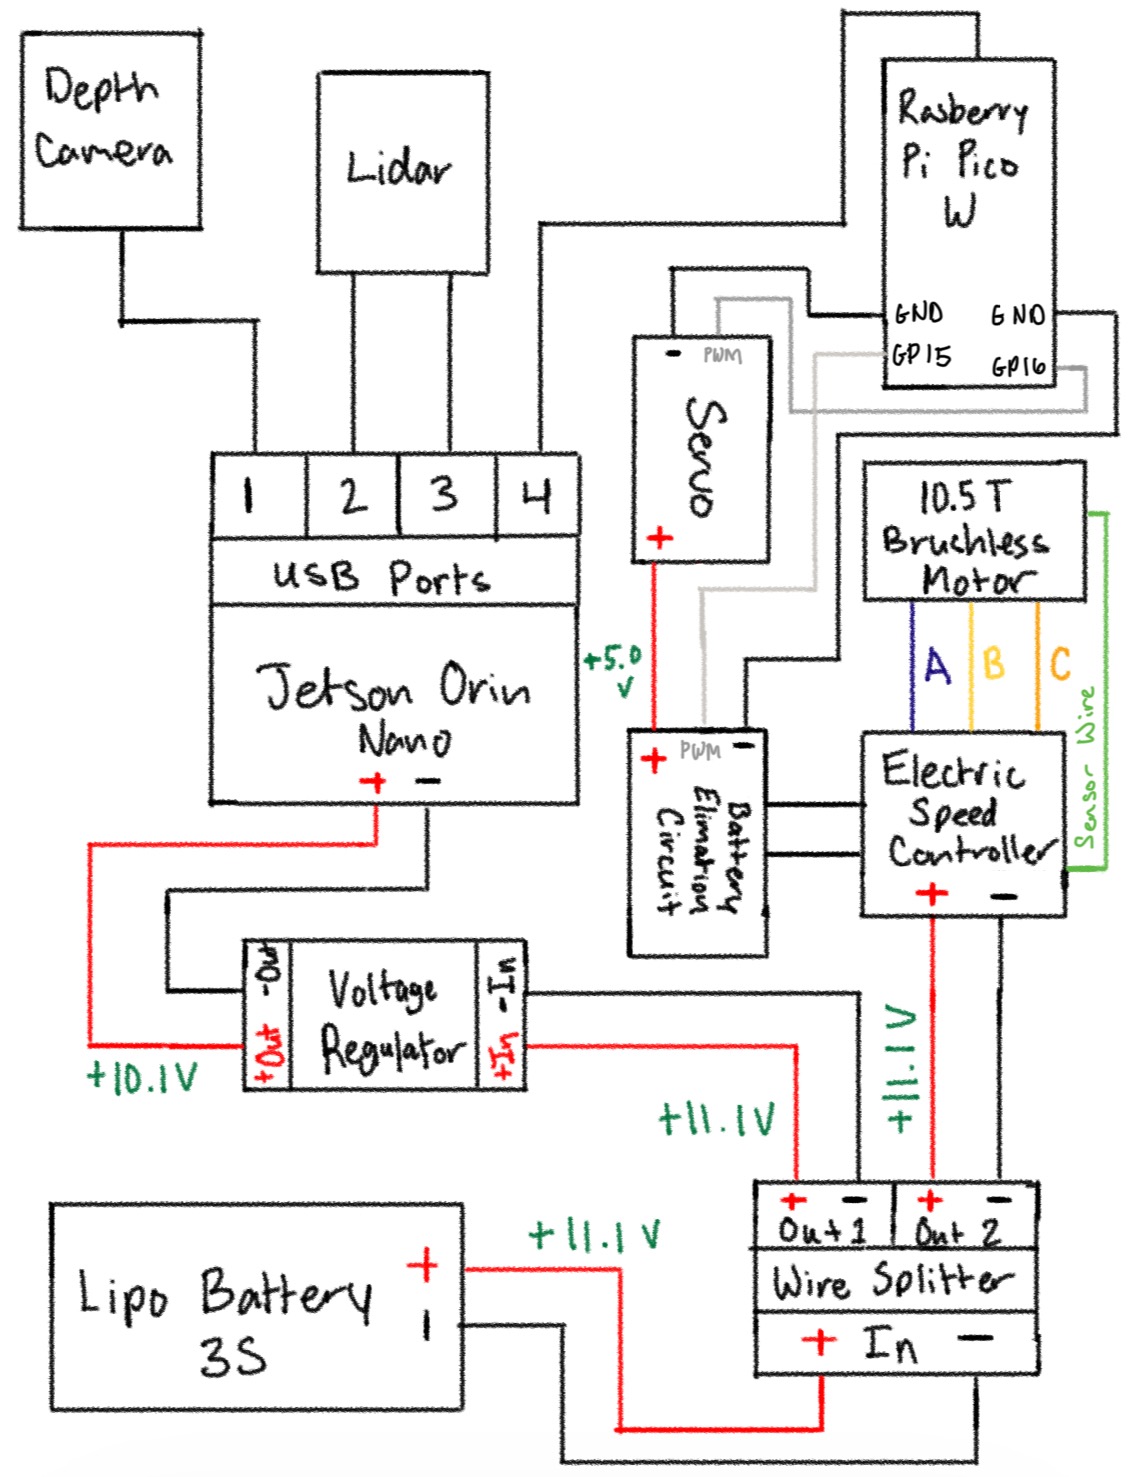 Depth
Camera
Lidar
Rasberry
Pi Pico
W
GND
GND
GP15
GP16
-
PWM
Servo
+
1
2
3
4
USB Ports
Jetson Orin
Nano
+ -
+5.0
V
10.5 T
Bruchless
Motor
A
B
C
Sensor Wire
+ PWM -
Battery
Elimation
Circuit
Electric
Speed
Controller
+ -
-Out
+Out
Voltage
Regulator
In-
+In
+10.1V
+11.1V
+11.1V
+ -
Out 1
+ -
Out 2
Wire Splitter
+ In -
+11.1 V
Lipo Battery
3S
+
-